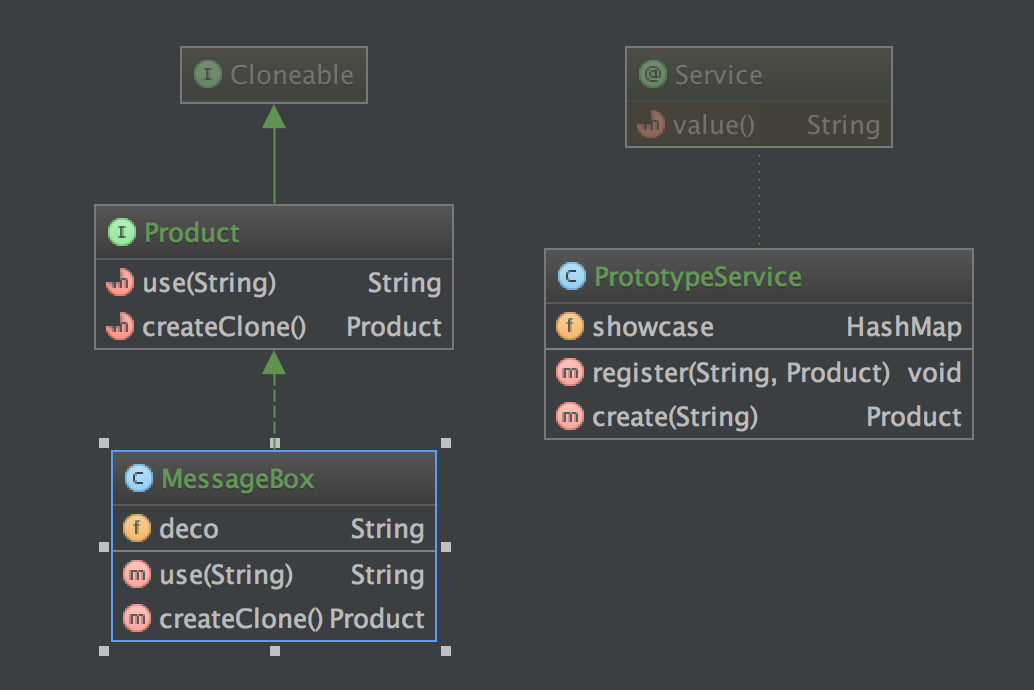 I Cloneable
I Product
m use(String) String
m createClone() Product
C MessageBox
f deco String
m use(String) String
m createClone() Product
@ Service
m value() String
C PrototypeService
f showcase HashMap
m register(String, Product) void
m create(String) Product